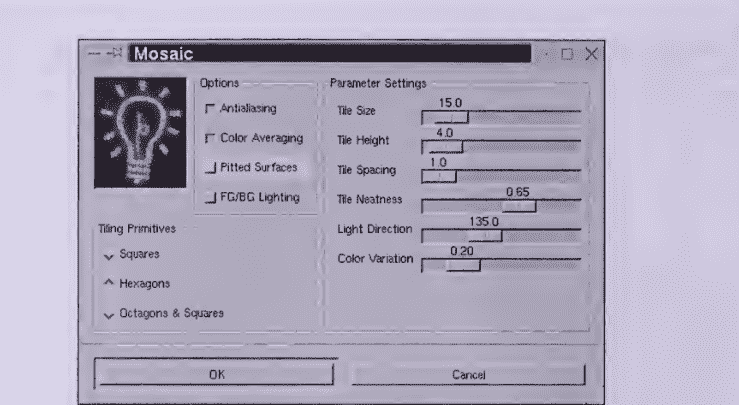 Mosaic
Options
Antialiasing
Color Averaging
Pitted Surfaces
FG/BG Lighting
Parameter Settings
Tile Size 15.0
Tile Height 4.0
Tile Spacing 1.0
Tile Neatness 0.65
Light Direction 135.0
Color Variation 0.20
Tiling Primitives
Squares
Hexagons
Octagons & Squares
OK
Cancel